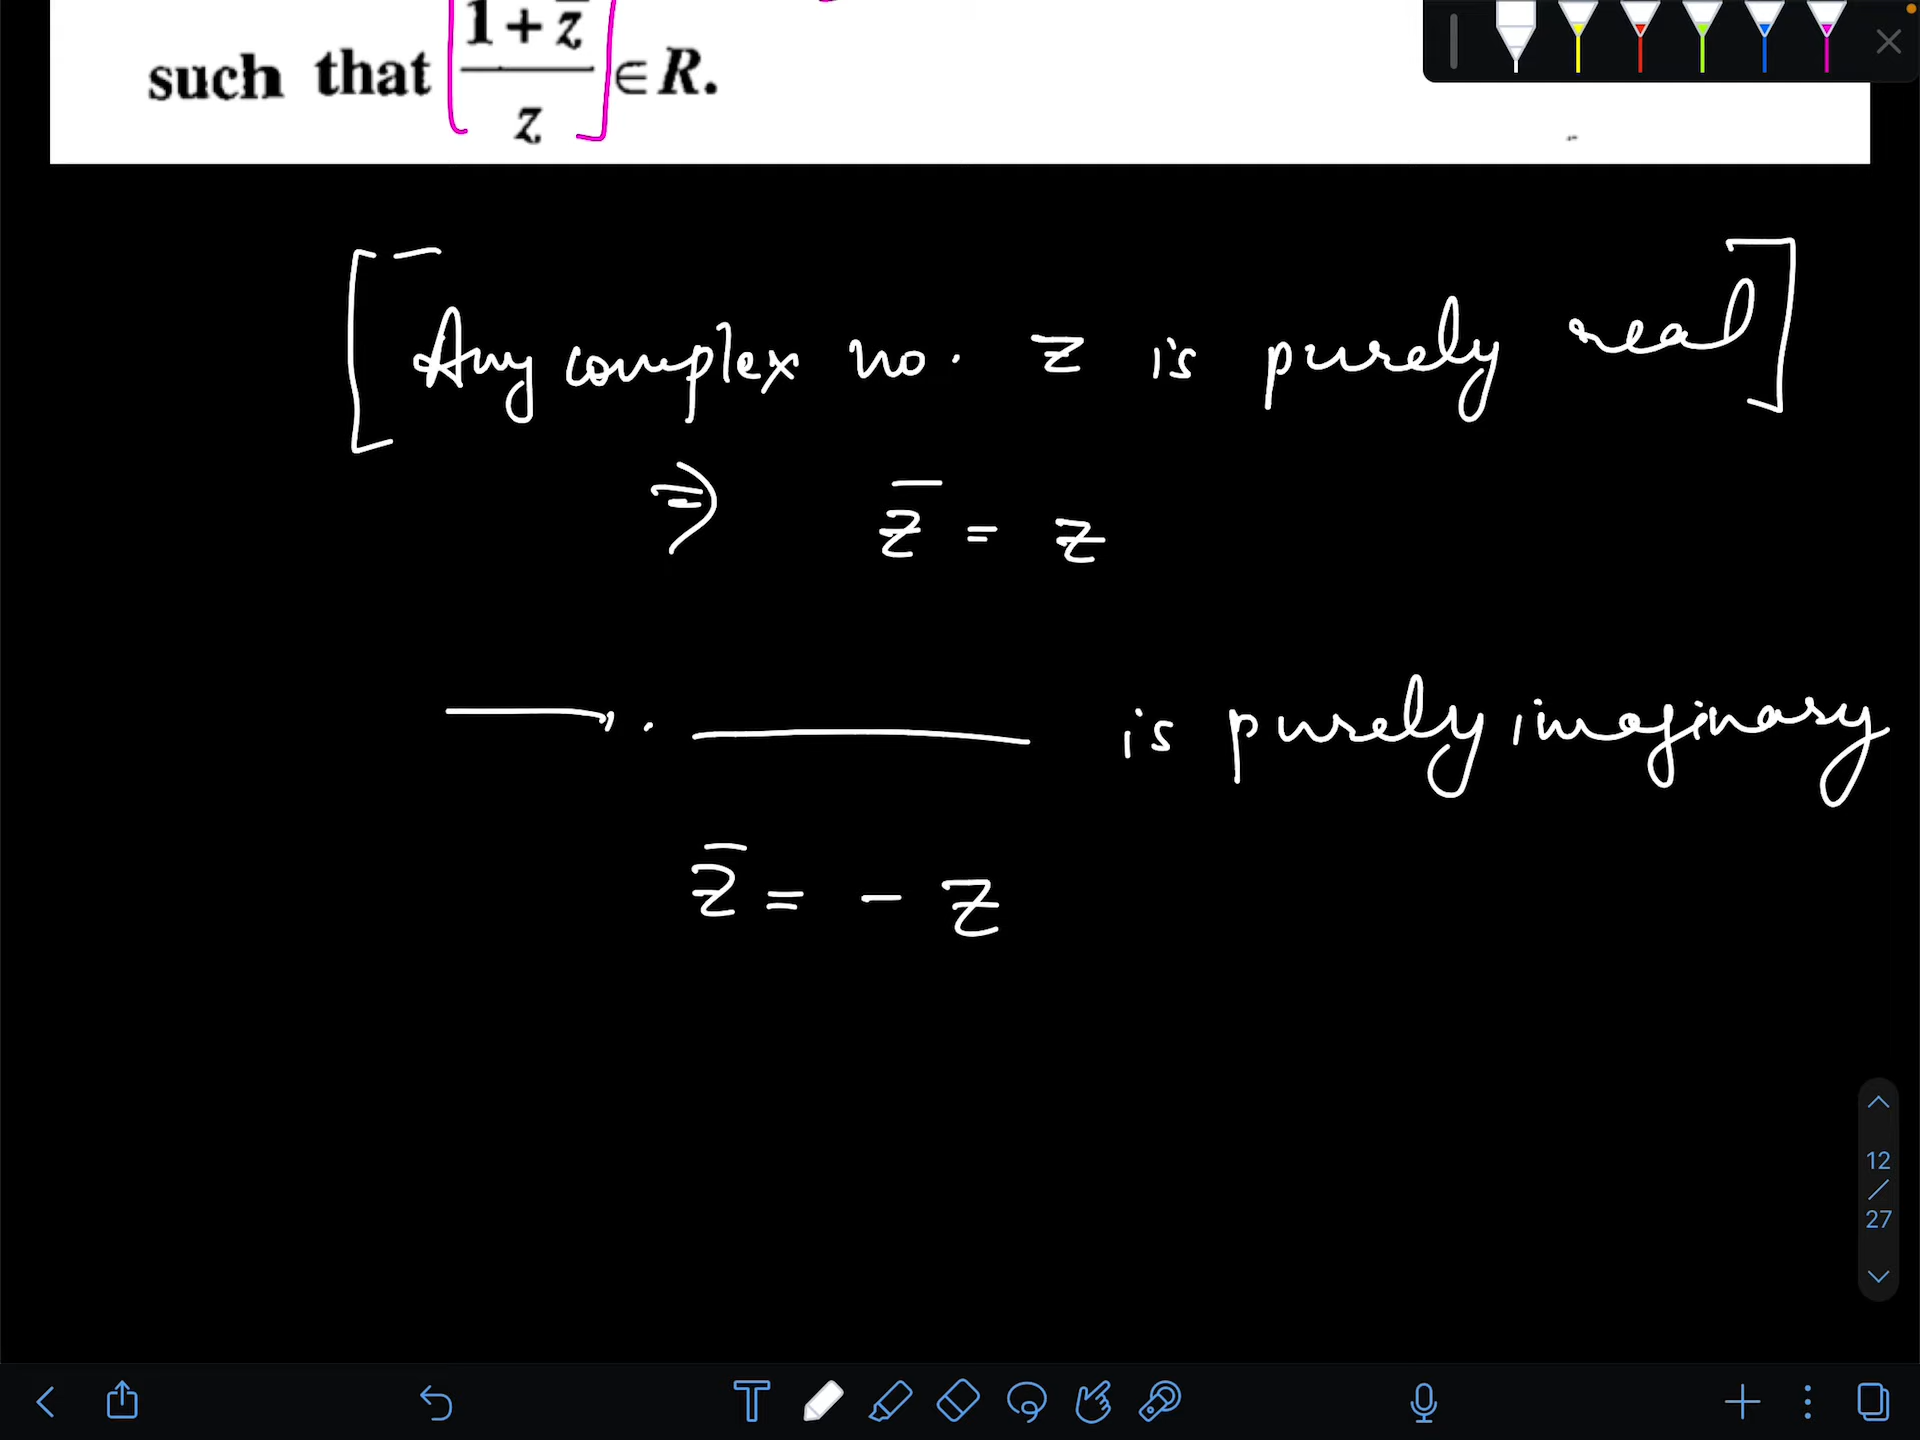 1 + z̅
such that [ ――― ] ∈ R.
z
[ Any complex no. z is purely real ]
⇒ z̅ = z
―――. ――――― is purely imaginary
z̅ = - z
12
/
27